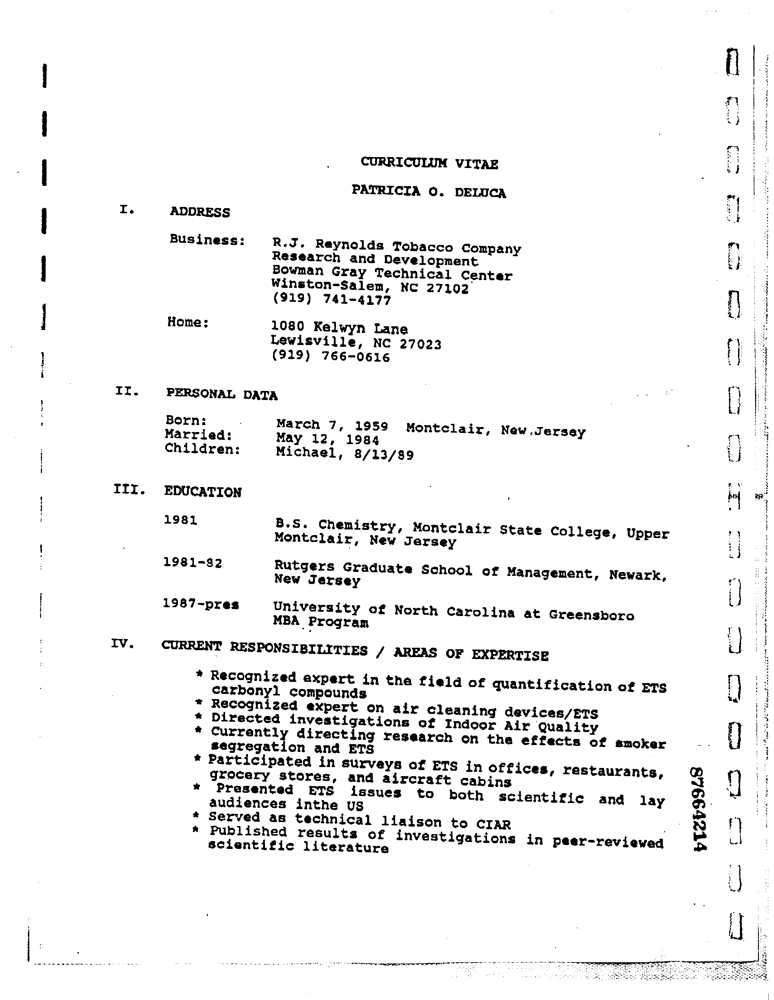 CURRICULUM VITAE
PATRICIA O. DELUCA
I. ADDRESS
Business: R.J. Reynolds Tobacco Company
Research and Development
Bowman Gray Technical Center
Winston-Salem, NC 27102
(919) 741-4177
Home: 1080 Kelwyn Lane
Lewisville, NC 27023
(919) 766-0616
II. PERSONAL DATA
Born: March 7, 1959 Montclair, New Jersey
Married: May 12, 1984
Children: Michael, 8/13/89
III. EDUCATION
1981 B.S. Chemistry, Montclair State College, Upper
Montclair, New Jersey
1981-82 Rutgers Graduate School of Management, Newark,
New Jersey
1987-pres University of North Carolina at Greensboro
MBA Program
IV. CURRENT RESPONSIBILITIES / AREAS OF EXPERTISE
* Recognized expert in the field of quantification of ETS
carbonyl compounds
* Recognized expert on air cleaning devices/ETS
* Directed investigations of Indoor Air Quality
* Currently directing research on the effects of smoker
segregation and ETS
* Participated in surveys of ETS in offices, restaurants,
grocery stores, and aircraft cabins
* Presented ETS issues to both scientific and lay
audiences inthe US
* Served as technical liaison to CIAR
* Published results of investigations in peer-reviewed
scientific literature
87664214